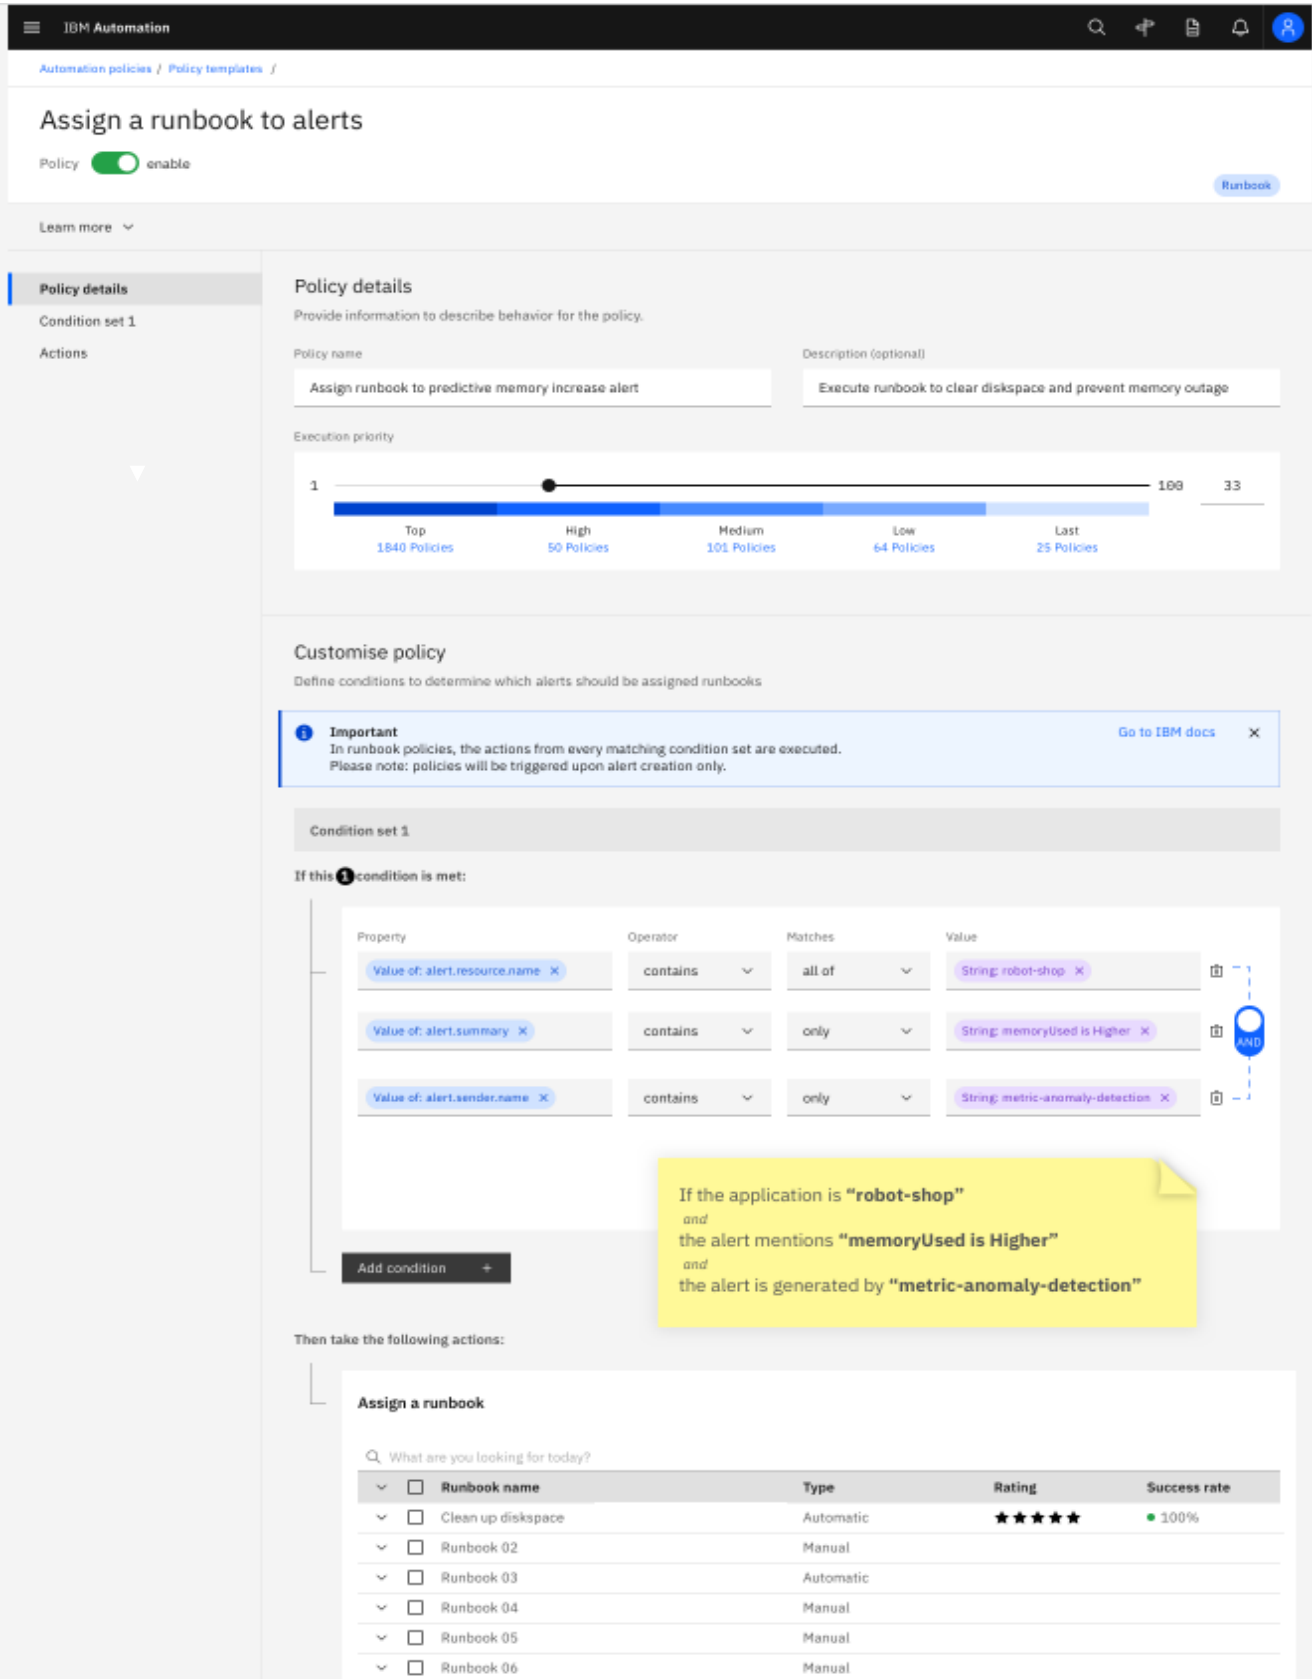 IBM Automation
Automation policies / Policy templates /
Assign a runbook to alerts
Policy enable
Runbook
Learn more
Policy details
Condition set 1
Actions
Policy details
Provide information to describe behavior for the policy.
Policy name Description (optional)
Assign runbook to predictive memory increase alert Execute runbook to clear diskspace and prevent memory outage
Execution priority
1 100 33
Top High Medium Low Last
1840 Policies 50 Policies 101 Policies 64 Policies 25 Policies
Customise policy
Define conditions to determine which alerts should be assigned runbooks
Important Go to IBM docs
In runbook policies, the actions from every matching condition set are executed.
Please note: policies will be triggered upon alert creation only.
Condition set 1
If this 1 condition is met:
Property Operator Matches Value
Value of: alert.resource.name × contains all of String: robot-shop ×
Value of: alert.summary × contains only String: memoryUsed is Higher ×
AND
Value of: alert.sender.name × contains only String: metric-anomaly-detection ×
If the application is “robot-shop”
and
the alert mentions “memoryUsed is Higher”
and
the alert is generated by “metric-anomaly-detection”
Add condition +
Then take the following actions:
Assign a runbook
What are you looking for today?
Runbook name Type Rating Success rate
Clean up diskspace Automatic ★★★★★ 100%
Runbook 02 Manual
Runbook 03 Automatic
Runbook 04 Manual
Runbook 05 Manual
Runbook 06 Manual